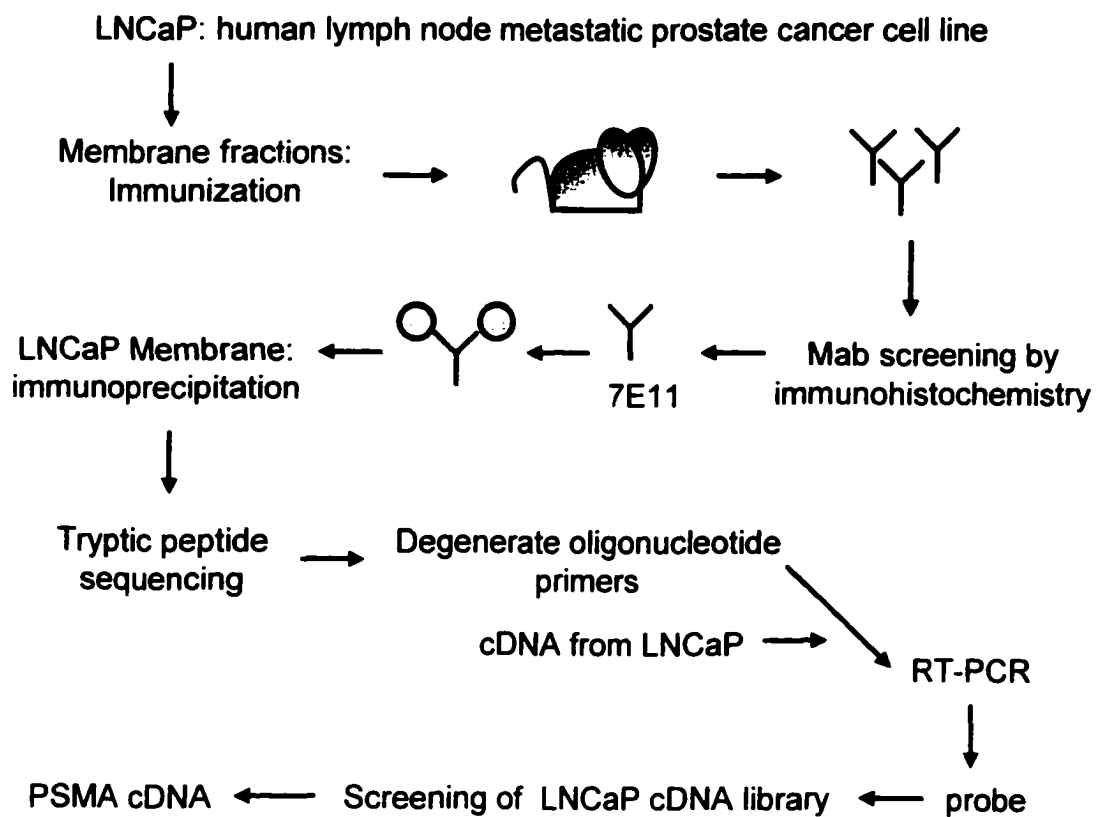 LNCaP: human lymph node metastatic prostate cancer cell line
Membrane fractions:
Immunization
Mab screening by
immunohistochemistry
7E11
LNCaP Membrane:
immunoprecipitation
Tryptic peptide
sequencing
Degenerate oligonucleotide
primers
cDNA from LNCaP
RT-PCR
probe
Screening of LNCaP cDNA library
PSMA cDNA